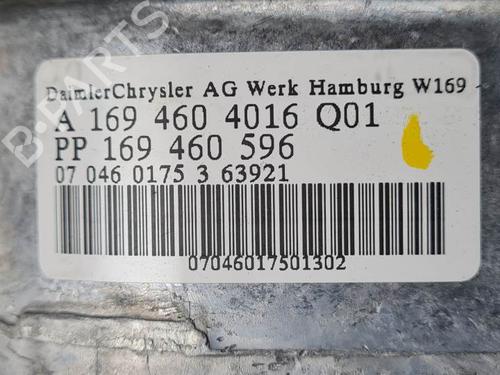 DaimlerChrysler AG Werk Hamburg W169
A 169 460 4016 Q01
PP 169 460 596
07 046 0175 3 63921
07046017501302
B-PARTS